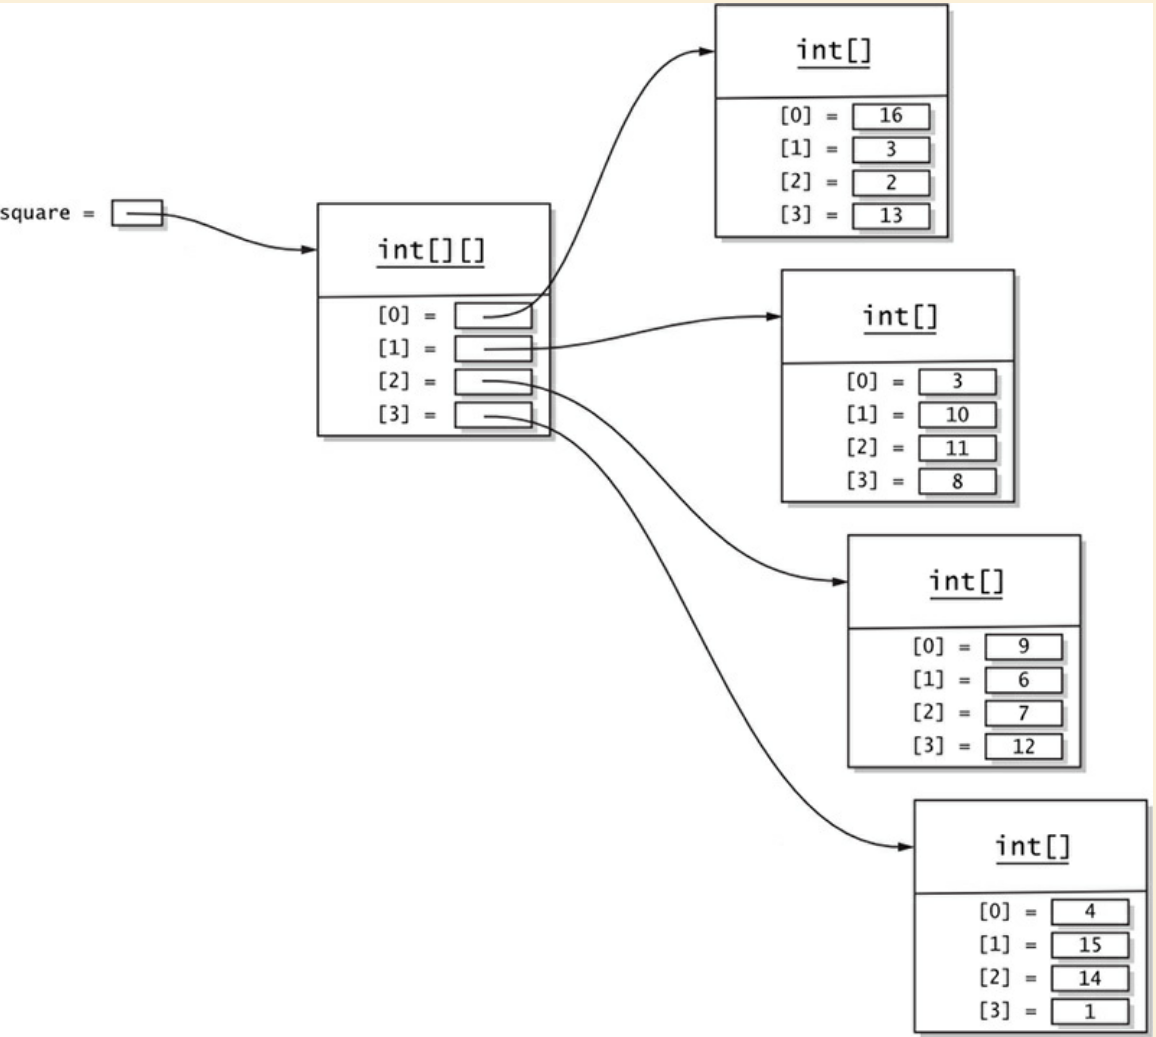 square =
int[][]
[0] =
[1] =
[2] =
[3] =
int[]
[0] = 16
[1] = 3
[2] = 2
[3] = 13
int[]
[0] = 3
[1] = 10
[2] = 11
[3] = 8
int[]
[0] = 9
[1] = 6
[2] = 7
[3] = 12
int[]
[0] = 4
[1] = 15
[2] = 14
[3] = 1